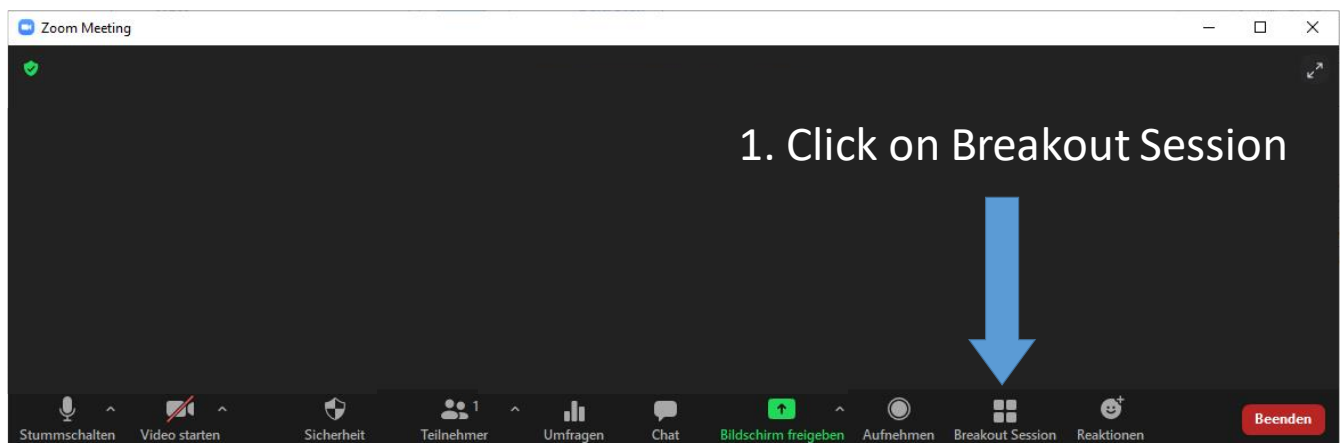 Zoom Meeting
1. Click on Breakout Session
1
Stummschalten Video starten Sicherheit Teilnehmer Umfragen Chat Bildschirm freigeben Aufnehmen Breakout Session Reaktionen Beenden